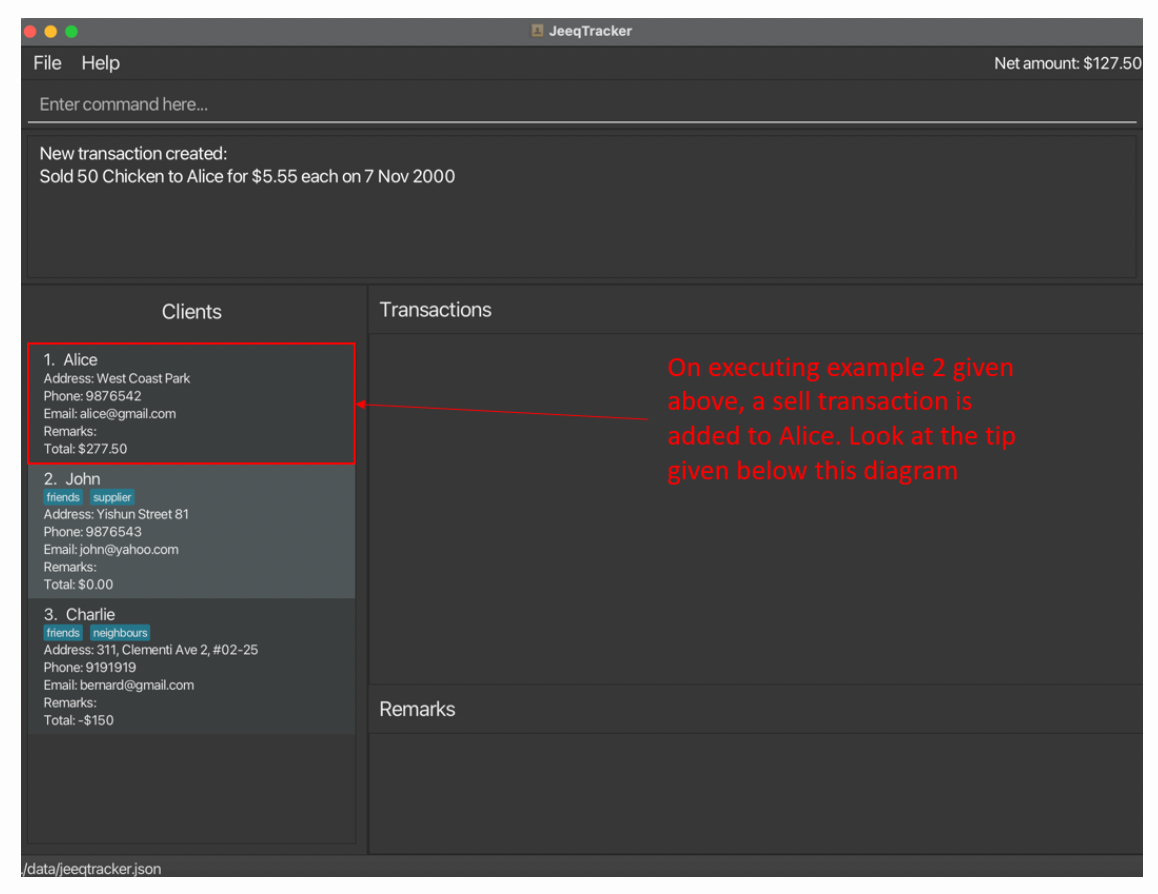 JeeqTracker
File Help
Net amount: $127.50
Enter command here...
New transaction created:
Sold 50 Chicken to Alice for $5.55 each on 7 Nov 2000
Clients
1. Alice
Address: West Coast Park
Phone: 9876542
Email: alice@gmail.com
Remarks:
Total: $277.50
2. John
friends supplier
Address: Yishun Street 81
Phone: 9876543
Email: john@yahoo.com
Remarks:
Total: $0.00
3. Charlie
friends neighbours
Address: 311, Clementi Ave 2, #02-25
Phone: 9191919
Email: bernard@gmail.com
Remarks:
Total: -$150
Transactions
On executing example 2 given
above, a sell transaction is
added to Alice. Look at the tip
given below this diagram
Remarks
./data/jeeqtracker.json